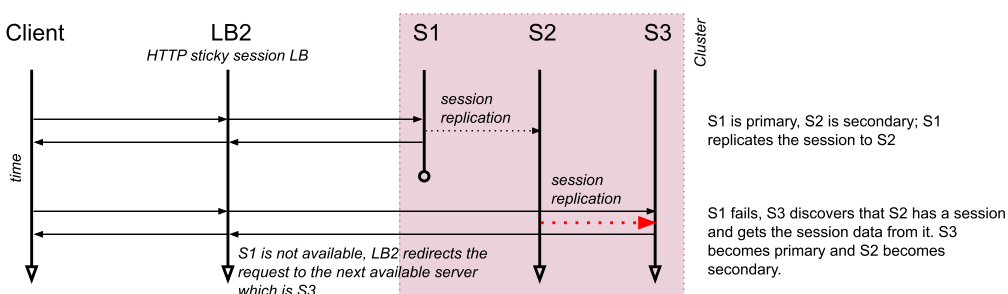 Client
LB2
S1
S2
S3
Cluster
HTTP sticky session LB
session
replication
S1 is primary, S2 is secondary; S1
replicates the session to S2
time
session
replication
S1 fails, S3 discovers that S2 has a session
and gets the session data from it. S3
becomes primary and S2 becomes
secondary.
S1 is not available, LB2 redirects the
request to the next available server
which is S3